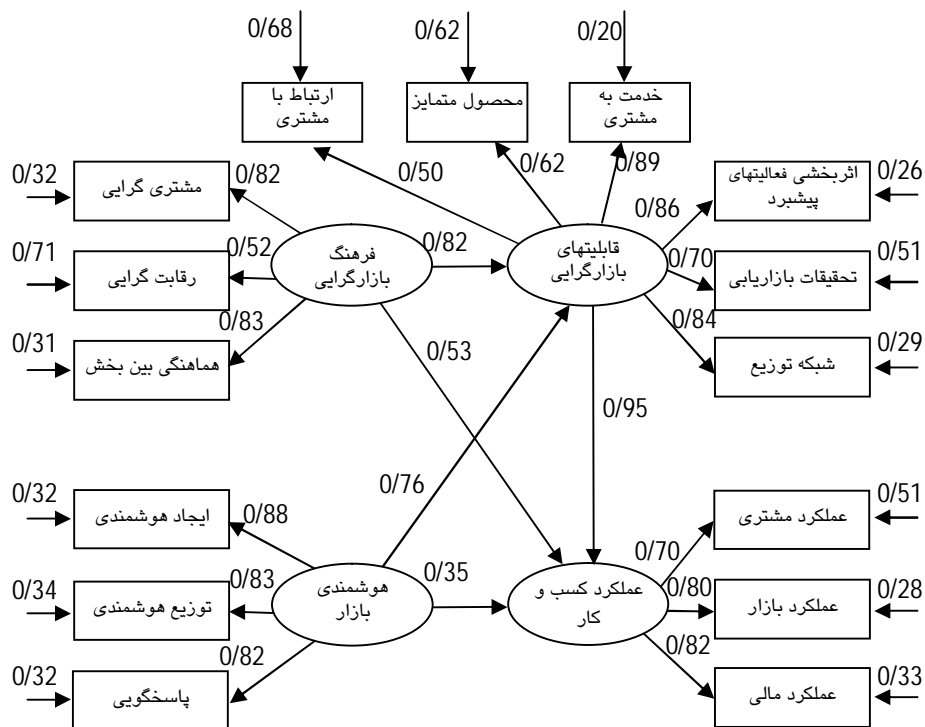 0/68
0/62
0/20
ارتباط با
مشتری
محصول متمایز
خدمت به
مشتری
0/50
0/62
0/89
0/32
مشتری گرایی
0/82
0/71
رقابت گرایی
0/52
0/31
هماهنگی بین بخش
0/83
فرهنگ
بازارگرایی
0/82
قابلیتهای
بازارگرایی
0/86
اثربخشی فعالیتهای
پیشبرد
0/26
0/70
تحقیقات بازاریابی
0/51
0/84
شبکه توزیع
0/29
0/53
0/95
0/76
0/32
ایجاد هوشمندی
0/88
0/34
توزیع هوشمندی
0/83
0/32
پاسخگویی
0/82
هوشمندی
بازار
0/35
عملکرد کسب و
کار
0/70
عملکرد مشتری
0/51
0/80
عملکرد بازار
0/28
0/82
عملکرد مالی
0/33